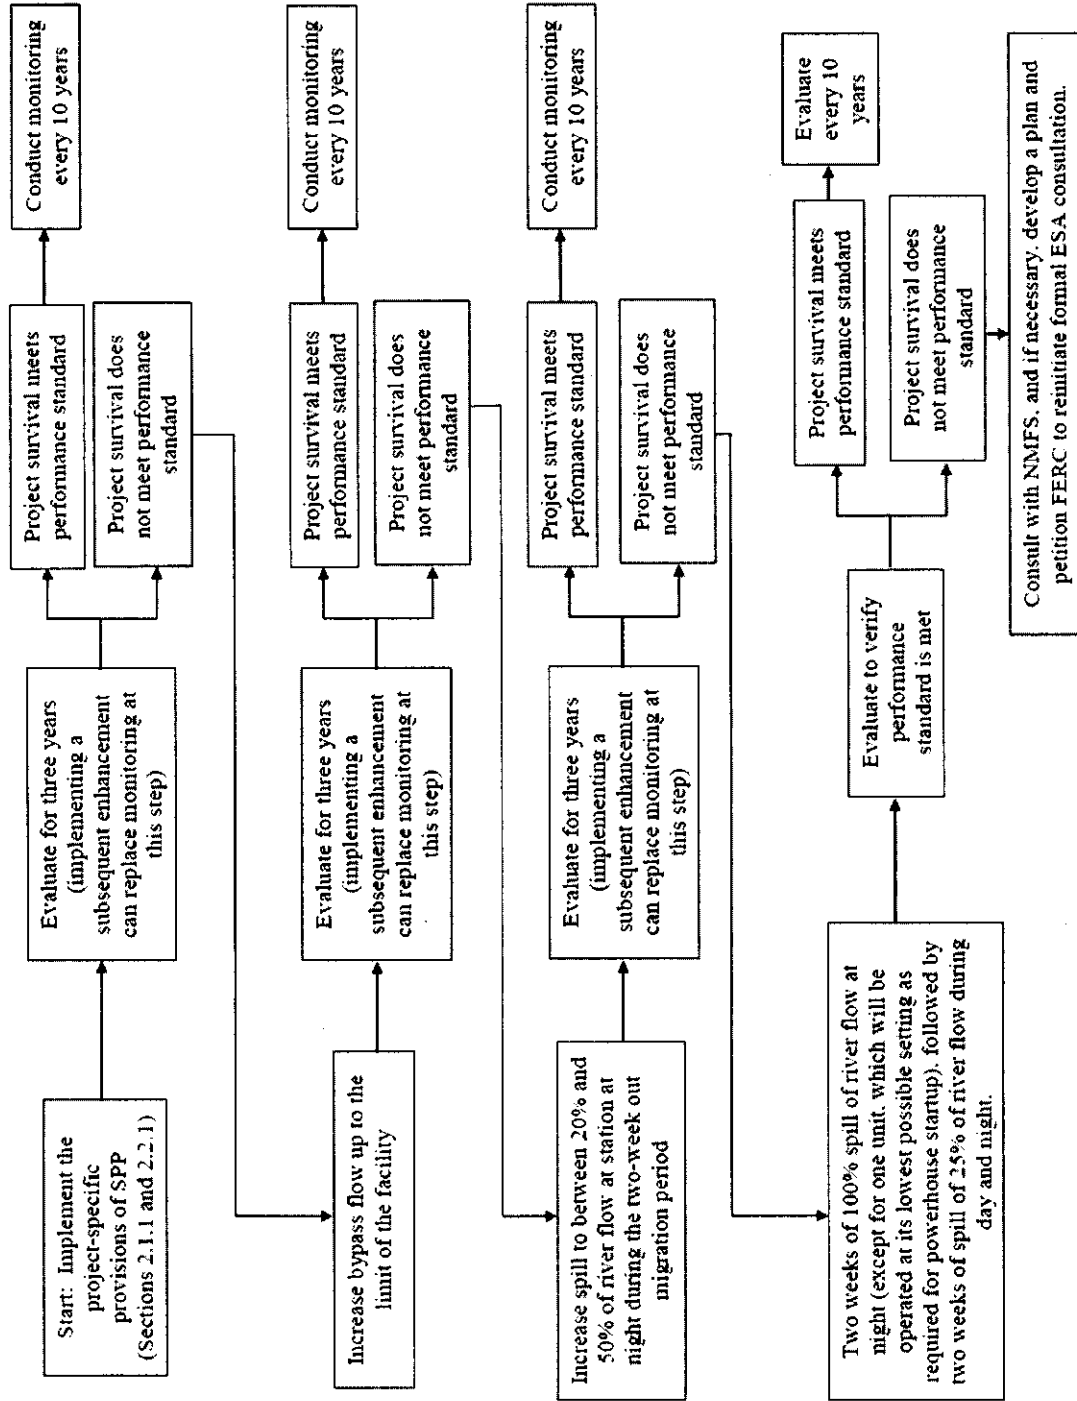 Start: Implement the
project-specific
provisions of SPP
(Sections 2.1.1 and 2.2.1)
Evaluate for three years
(implementing a
subsequent enhancement
can replace monitoring at
this step)
Project survival meets
performance standard
Conduct monitoring
every 10 years
Project survival does
not meet performance
standard
Increase bypass flow up to the
limit of the facility
Evaluate for three years
(implementing a
subsequent enhancement
can replace monitoring at
this step)
Project survival meets
performance standard
Conduct monitoring
every 10 years
Project survival does
not meet performance
standard
Increase spill to between 20% and
50% of river flow at station at
night during the two-week out
migration period
Evaluate for three years
(implementing a
subsequent enhancement
can replace monitoring at
this step)
Project survival meets
performance standard
Conduct monitoring
every 10 years
Project survival does
not meet performance
standard
Two weeks of 100% spill of river flow at
night (except for one unit, which will be
operated at its lowest possible setting as
required for powerhouse startup), followed by
two weeks of spill of 25% of river flow during
day and night.
Evaluate to verify
performance
standard is met
Project survival meets
performance standard
Evaluate
every 10
years
Project survival does
not meet performance
standard
Consult with NMFS, and if necessary, develop a plan and
petition FERC to reinitiate formal ESA consultation.